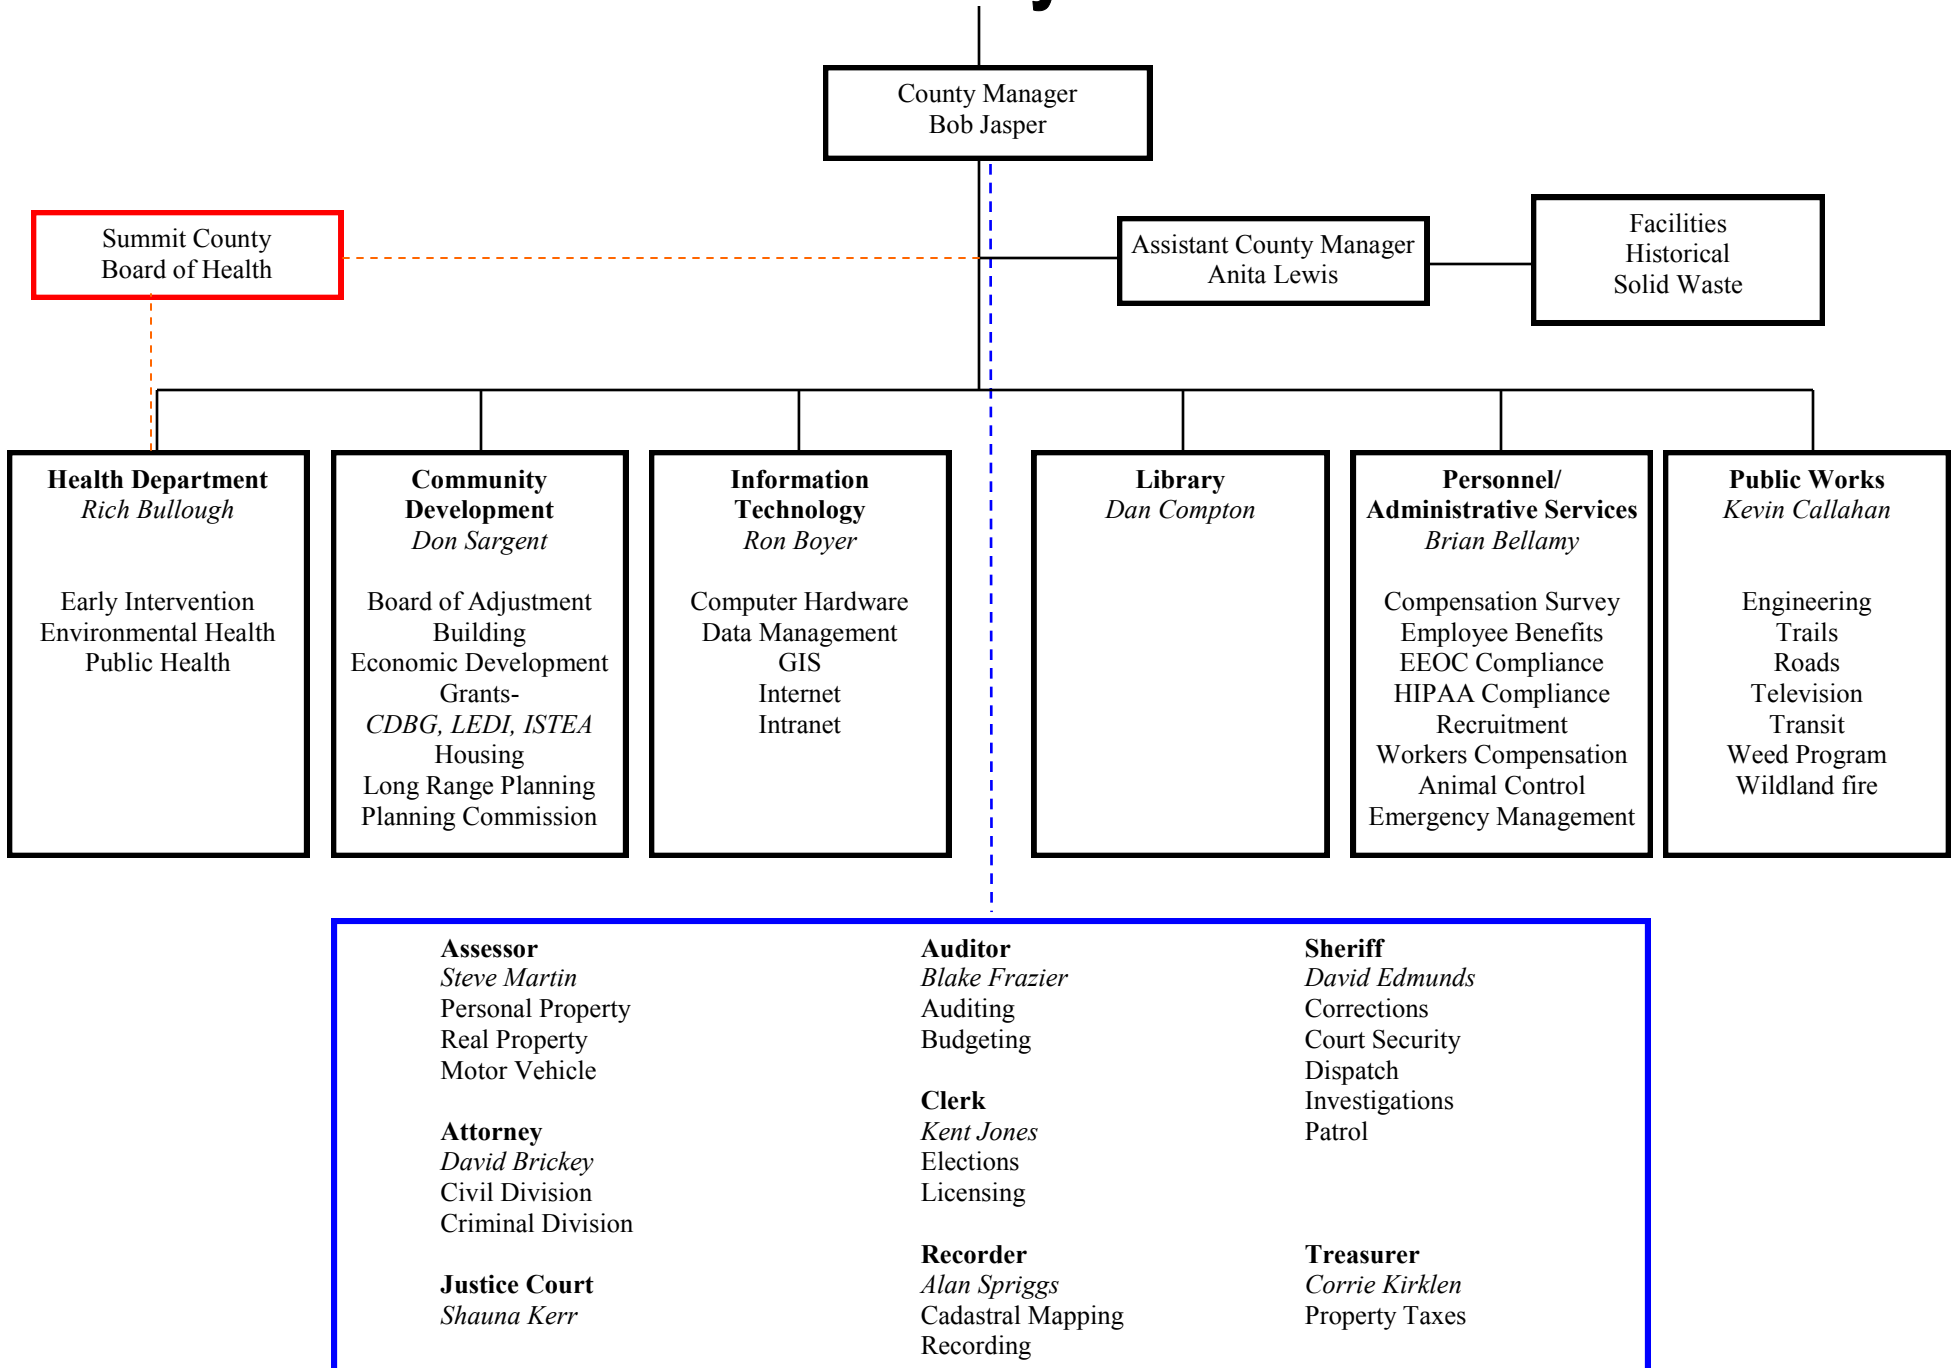 County Manager
Bob Jasper
Summit County
Board of Health
Assistant County Manager
Anita Lewis
Facilities
Historical
Solid Waste
Health Department
Rich Bullough
Early Intervention
Environmental Health
Public Health
Community
Development
Don Sargent
Board of Adjustment
Building
Economic Development
Grants-
CDBG, LEDI, ISTEA
Housing
Long Range Planning
Planning Commission
Information
Technology
Ron Boyer
Computer Hardware
Data Management
GIS
Internet
Intranet
Library
Dan Compton
Personnel/
Administrative Services
Brian Bellamy
Compensation Survey
Employee Benefits
EEOC Compliance
HIPAA Compliance
Recruitment
Workers Compensation
Animal Control
Emergency Management
Public Works
Kevin Callahan
Engineering
Trails
Roads
Television
Transit
Weed Program
Wildland fire
Assessor
Steve Martin
Personal Property
Real Property
Motor Vehicle
Attorney
David Brickey
Civil Division
Criminal Division
Justice Court
Shauna Kerr
Auditor
Blake Frazier
Auditing
Budgeting
Clerk
Kent Jones
Elections
Licensing
Recorder
Alan Spriggs
Cadastral Mapping
Recording
Sheriff
David Edmunds
Corrections
Court Security
Dispatch
Investigations
Patrol
Treasurer
Corrie Kirklen
Property Taxes